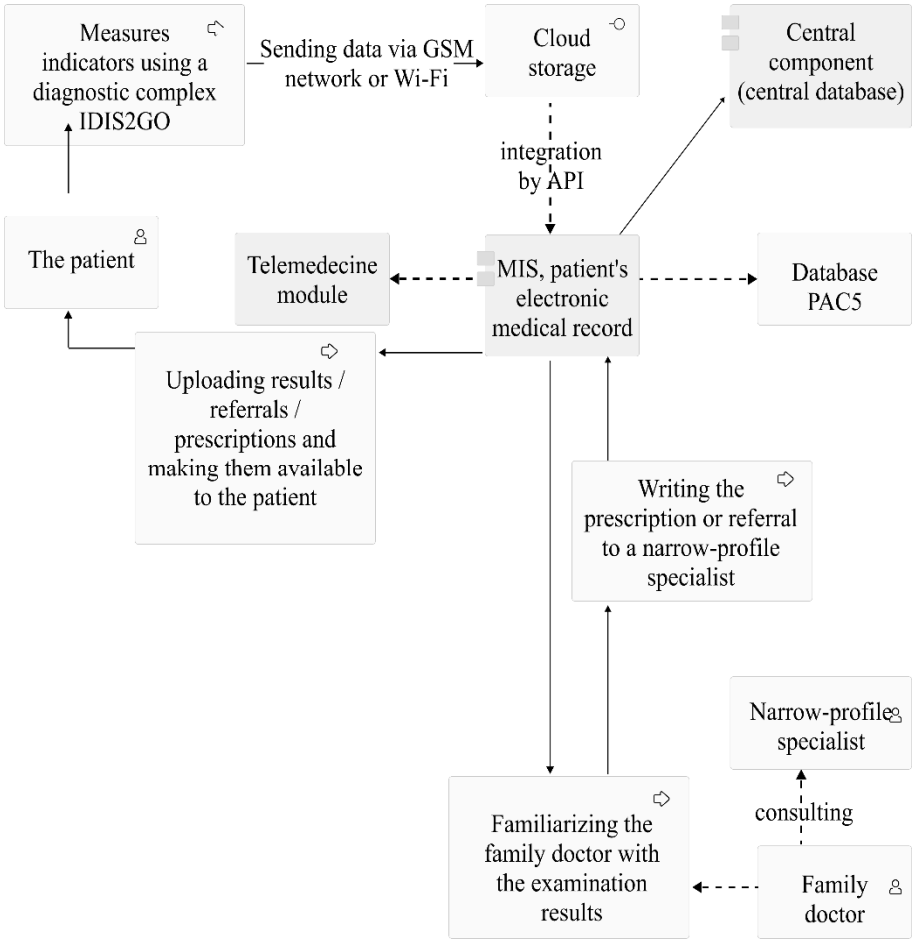 Measures
indicators using a
diagnostic complex
IDIS2GO
Sending data via GSM
network or Wi-Fi
Cloud
storage
Central
component
(central database)
integration
by API
The patient
Telemedecine
module
MIS, patient's
electronic
medical record
Database
PAC5
Uploading results /
referrals /
prescriptions and
making them available
to the patient
Writing the
prescription or referral
to a narrow-profile
specialist
Narrow-profile
specialist
consulting
Familiarizing the
family doctor with
the examination
results
Family
doctor